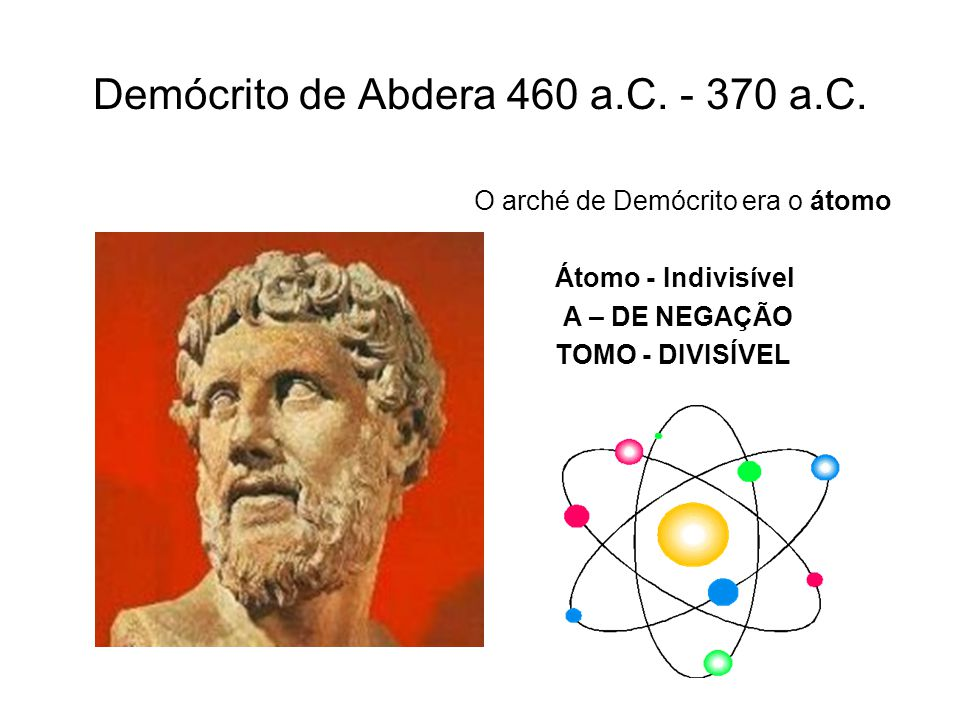 Demócrito de Abdera 460 a.C. - 370 a.C.
O arché de Demócrito era o átomo
Átomo - Indivisível
A – DE NEGAÇÃO
TOMO - DIVISÍVEL